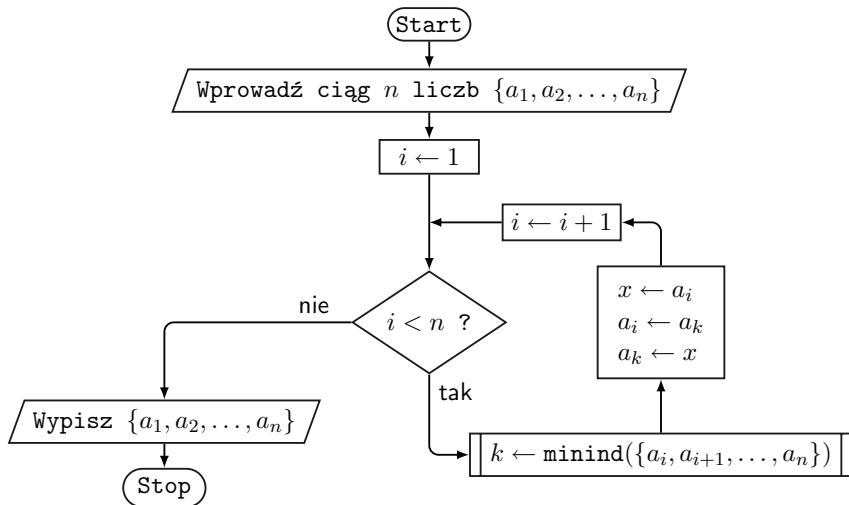 Start
Wprowadź ciąg n liczb {a₁, a₂, . . . , aₙ}
i ← 1
i ← i + 1
x ← aᵢ
aᵢ ← aₖ
aₖ ← x
nie
i < n ?
tak
Wypisz {a₁, a₂, . . . , aₙ}
k ← minind({aᵢ, aᵢ₊₁, . . . , aₙ})
Stop